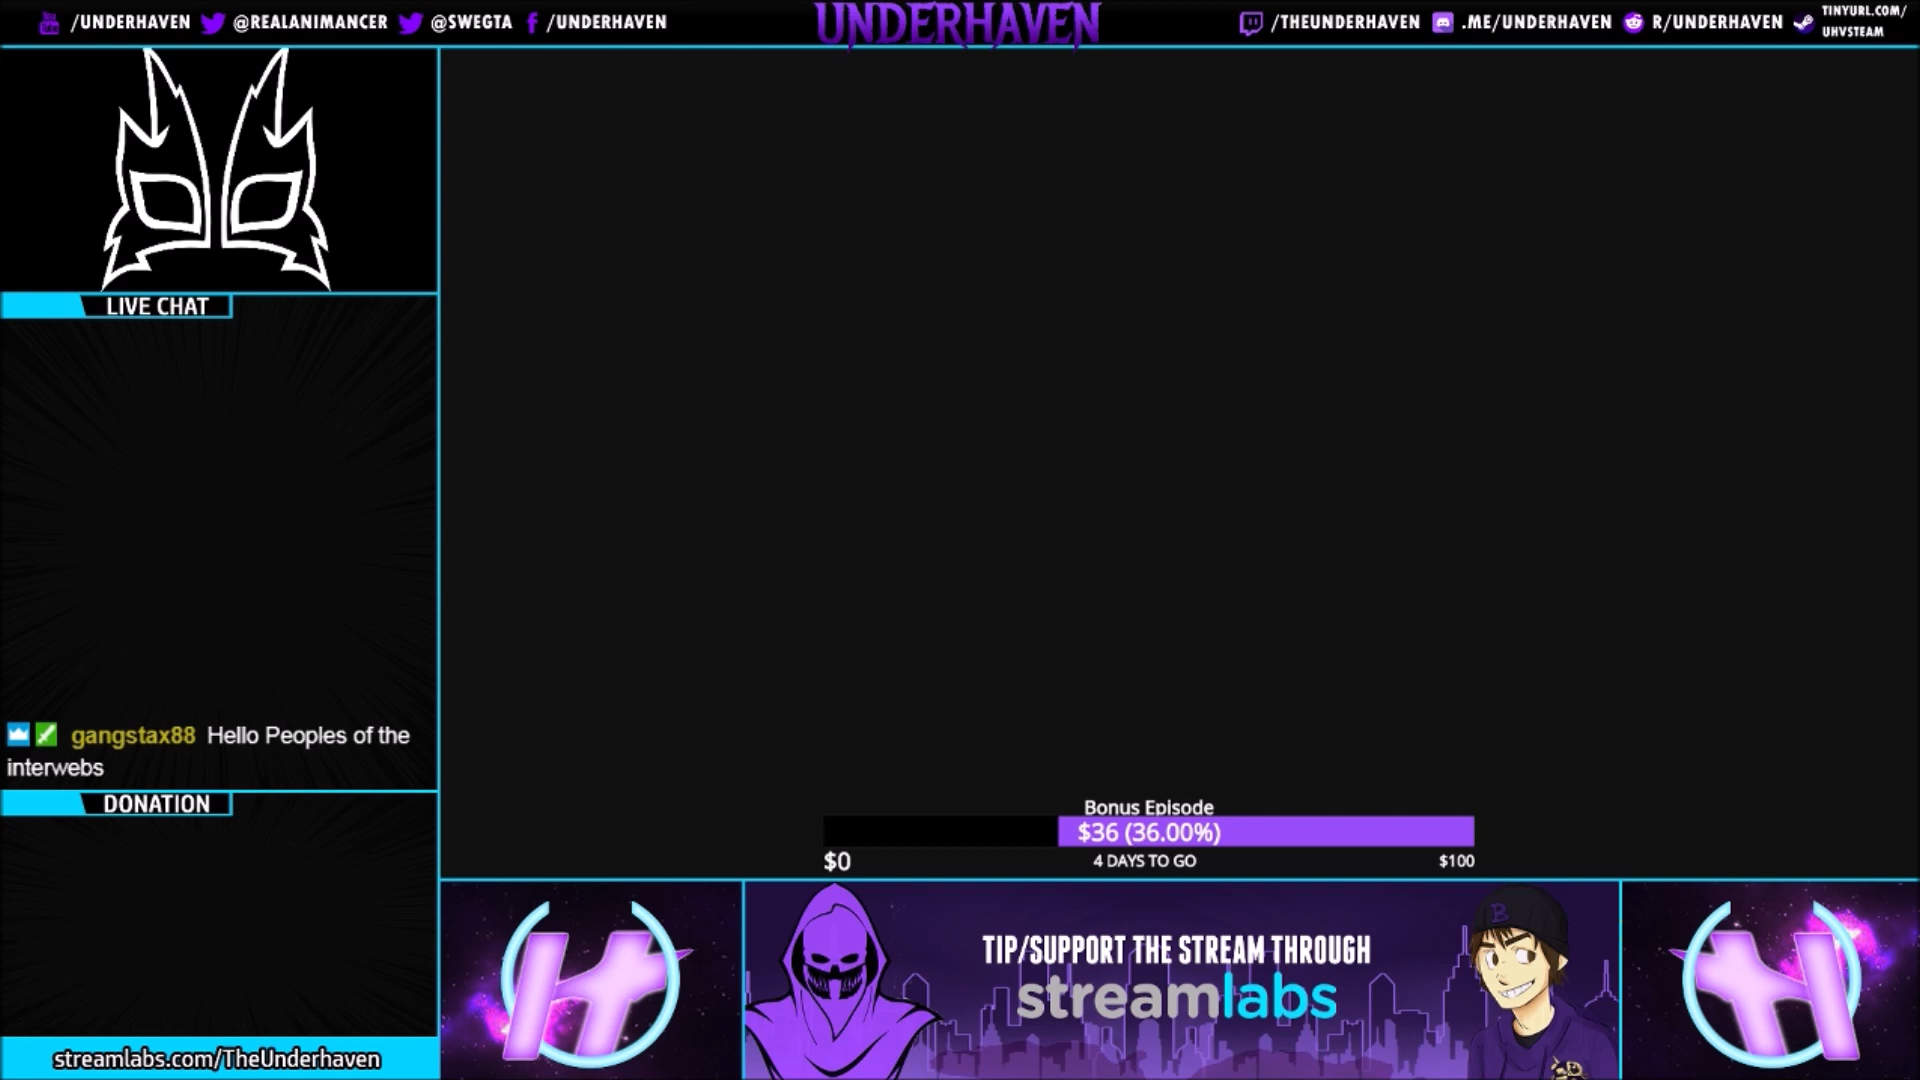 /UNDERHAVEN @REALANIMANCER @SWEGTA /UNDERHAVEN
UNDERHAVEN
/THEUNDERHAVEN .ME/UNDERHAVEN R/UNDERHAVEN TINYURL.COM/
UHVSTEAM
LIVE CHAT
gangstax88 Hello Peoples of the
interwebs
DONATION
streamlabs.com/TheUnderhaven
Bonus Episode
$36 (36.00%)
$0 4 DAYS TO GO $100
TIP/SUPPORT THE STREAM THROUGH
streamlabs
B